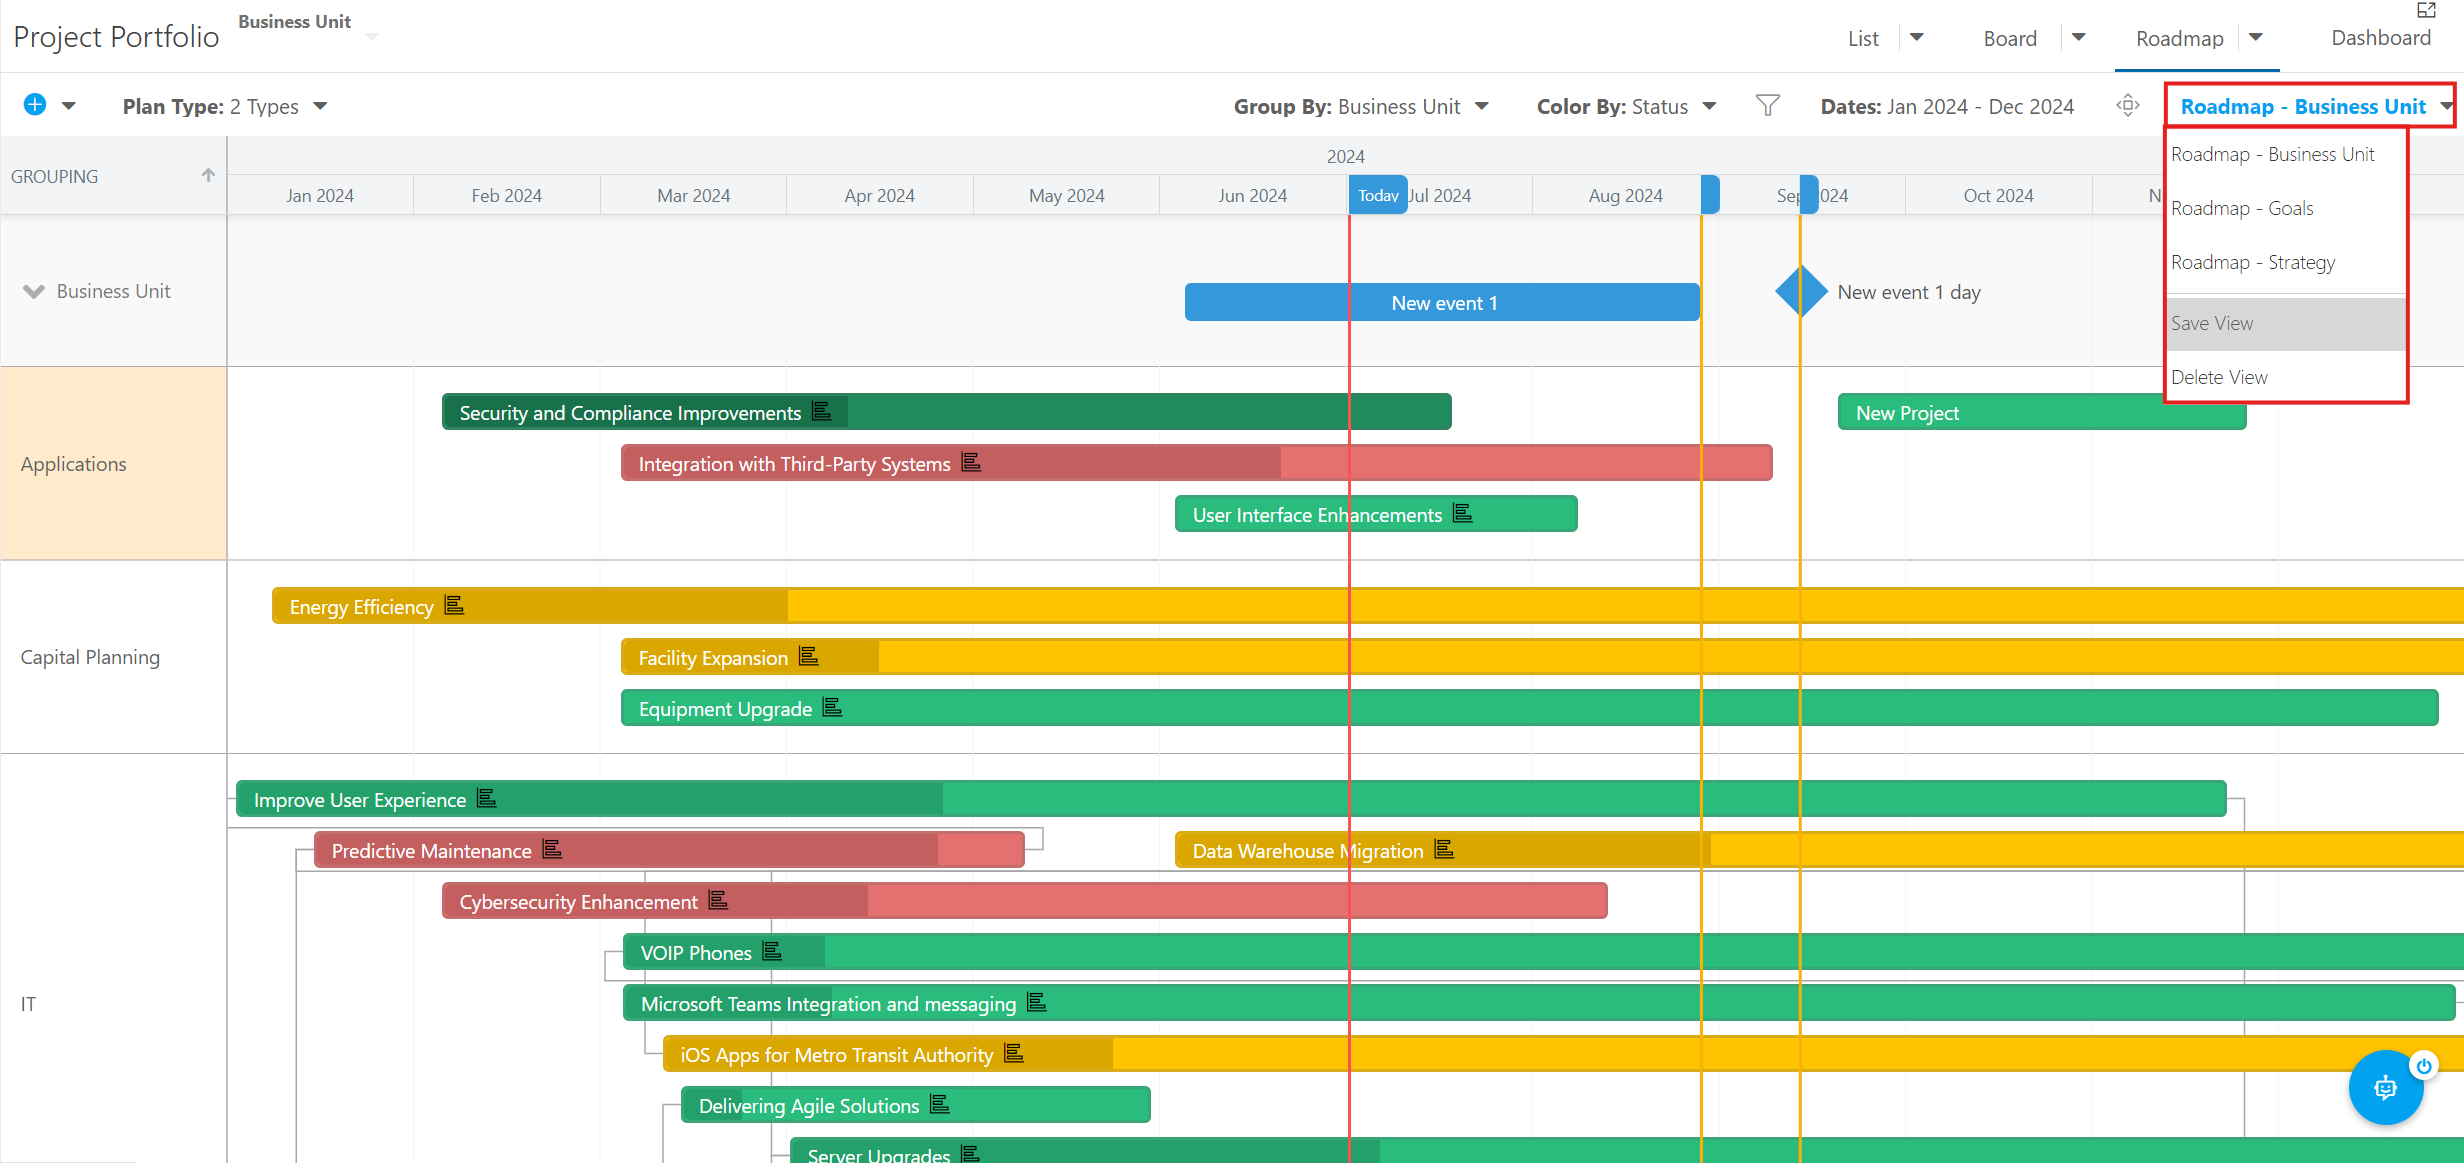 Project Portfolio
Business Unit
List
Board
Roadmap
Dashboard
Plan Type: 2 Types
Group By: Business Unit
Color By: Status
Dates: Jan 2024 - Dec 2024
Roadmap - Business Unit
Roadmap - Business Unit
Roadmap - Goals
Roadmap - Strategy
Save View
Delete View
GROUPING
2024
Jan 2024
Feb 2024
Mar 2024
Apr 2024
May 2024
Jun 2024
Today
Jul 2024
Aug 2024
Sep 2024
Oct 2024
N
Business Unit
New event 1
New event 1 day
Applications
Security and Compliance Improvements
New Project
Integration with Third-Party Systems
User Interface Enhancements
Capital Planning
Energy Efficiency
Facility Expansion
Equipment Upgrade
IT
Improve User Experience
Predictive Maintenance
Data Warehouse Migration
Cybersecurity Enhancement
VOIP Phones
Microsoft Teams Integration and messaging
iOS Apps for Metro Transit Authority
Delivering Agile Solutions
Server Upgrades